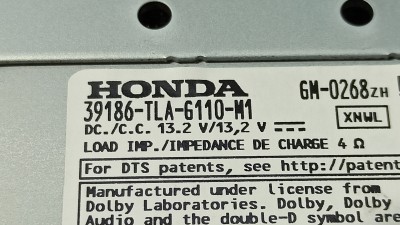 HONDA GM-0268ZH
39186-TLA-G110-M1
XNWL
DC./C.C. 13.2 V/13,2 V
LOAD IMP./IMPEDANCE DE CHARGE 4 Ω
For DTS patents, see http://patent
Manufactured under license from
Dolby Laboratories. Dolby, Dolby
Audio and the double-D symbol are